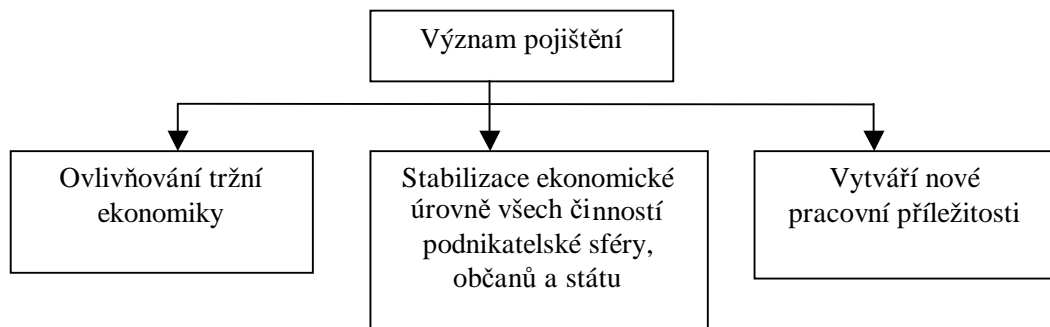 Význam pojištění
Ovlivňování tržní
ekonomiky
Stabilizace ekonomické
úrovně všech činností
podnikatelské sféry,
občanů a státu
Vytváří nové
pracovní příležitosti